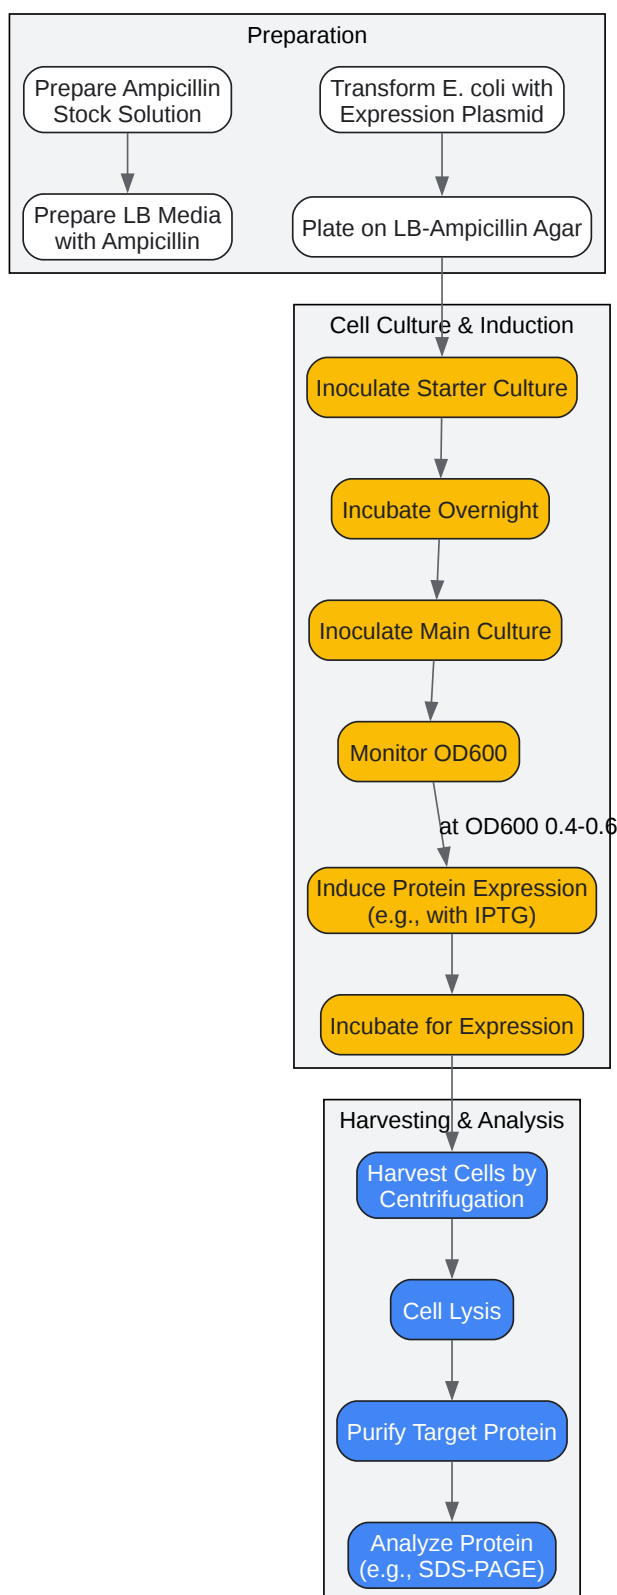 Preparation
Prepare Ampicillin
Stock Solution
Transform E. coli with
Expression Plasmid
Prepare LB Media
with Ampicillin
Plate on LB-Ampicillin Agar
Cell Culture & Induction
Inoculate Starter Culture
Incubate Overnight
Inoculate Main Culture
Monitor OD600
at OD600 0.4-0.6
Induce Protein Expression
(e.g., with IPTG)
Incubate for Expression
Harvesting & Analysis
Harvest Cells by
Centrifugation
Cell Lysis
Purify Target Protein
Analyze Protein
(e.g., SDS-PAGE)